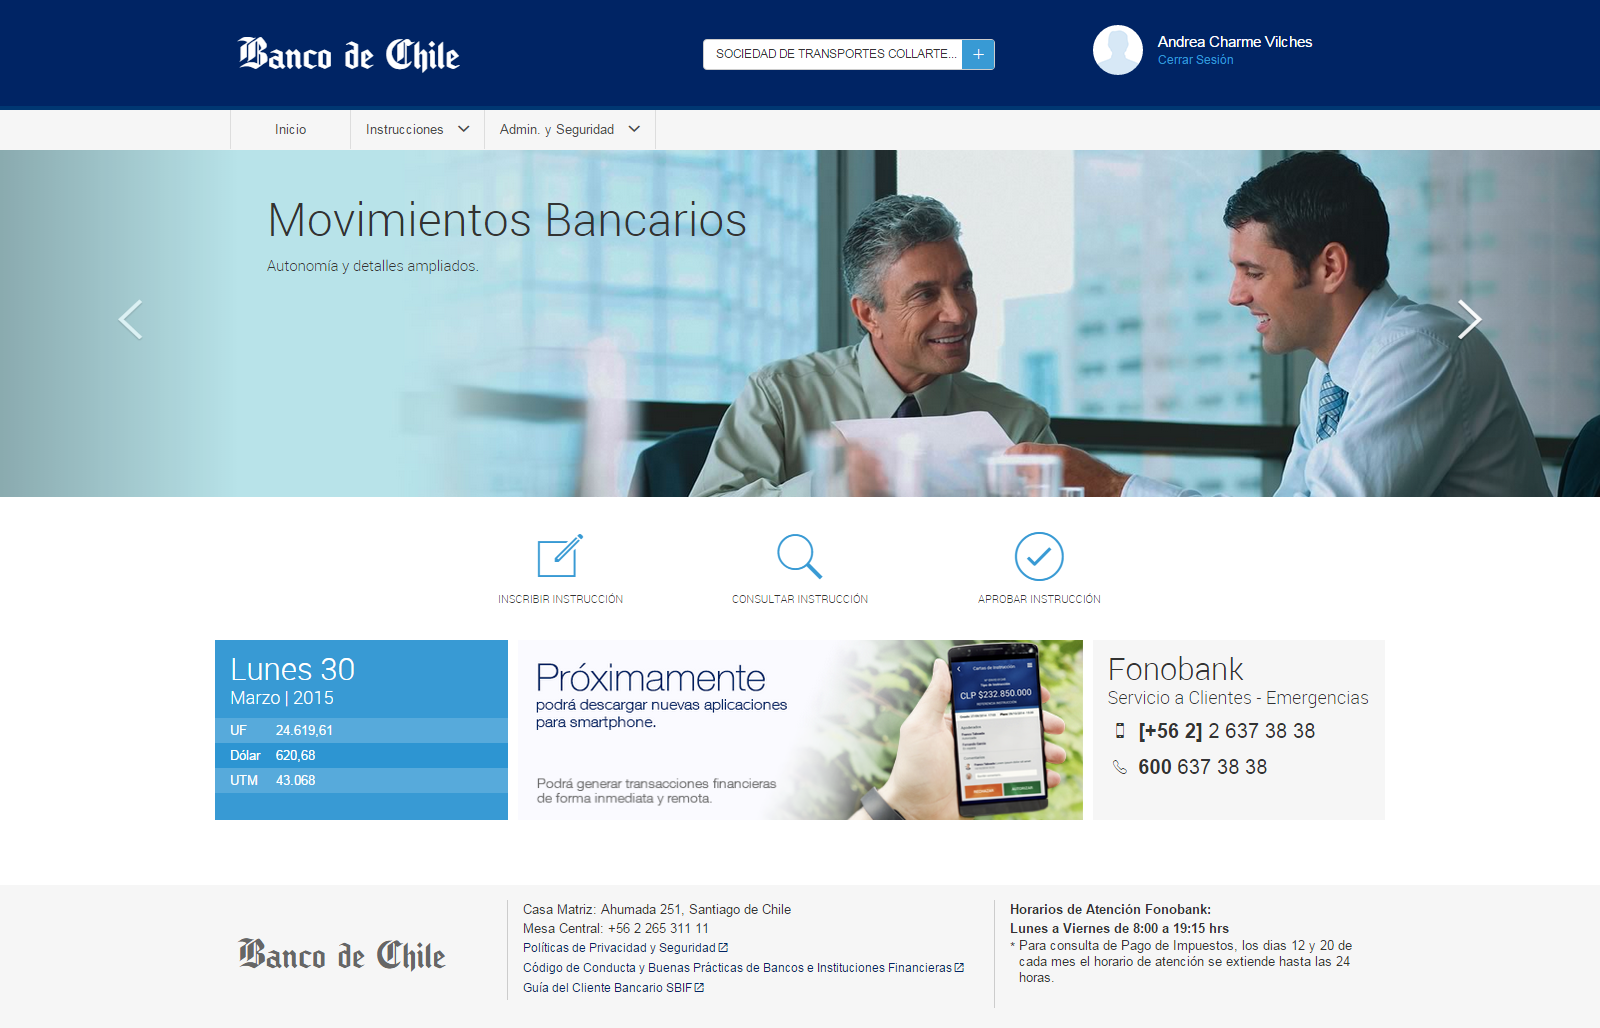 Banco de Chile
SOCIEDAD DE TRANSPORTES COLLARTE...
+
Andrea Charme Vilches
Cerrar Sesión
Inicio
Instrucciones
Admin. y Seguridad
Movimientos Bancarios
Autonomía y detalles ampliados.
INSCRIBIR INSTRUCCIÓN
CONSULTAR INSTRUCCIÓN
APROBAR INSTRUCCIÓN
Lunes 30
Marzo | 2015
UF 24.619,61
Dólar 620,68
UTM 43.068
Próximamente
podrá descargar nuevas aplicaciones
para smartphone.
Podrá generar transacciones financieras
de forma inmediata y remota.
Cartas de Instrucción
CLP $232.850.000
Fonobank
Servicio a Clientes - Emergencias
[+56 2] 2 637 38 38
600 637 38 38
Banco de Chile
Casa Matriz: Ahumada 251, Santiago de Chile
Mesa Central: +56 2 265 311 11
Políticas de Privacidad y Seguridad
Código de Conducta y Buenas Prácticas de Bancos e Instituciones Financieras
Guía del Cliente Bancario SBIF
Horarios de Atención Fonobank:
Lunes a Viernes de 8:00 a 19:15 hrs
* Para consulta de Pago de Impuestos, los dias 12 y 20 de
cada mes el horario de atención se extiende hasta las 24
horas.